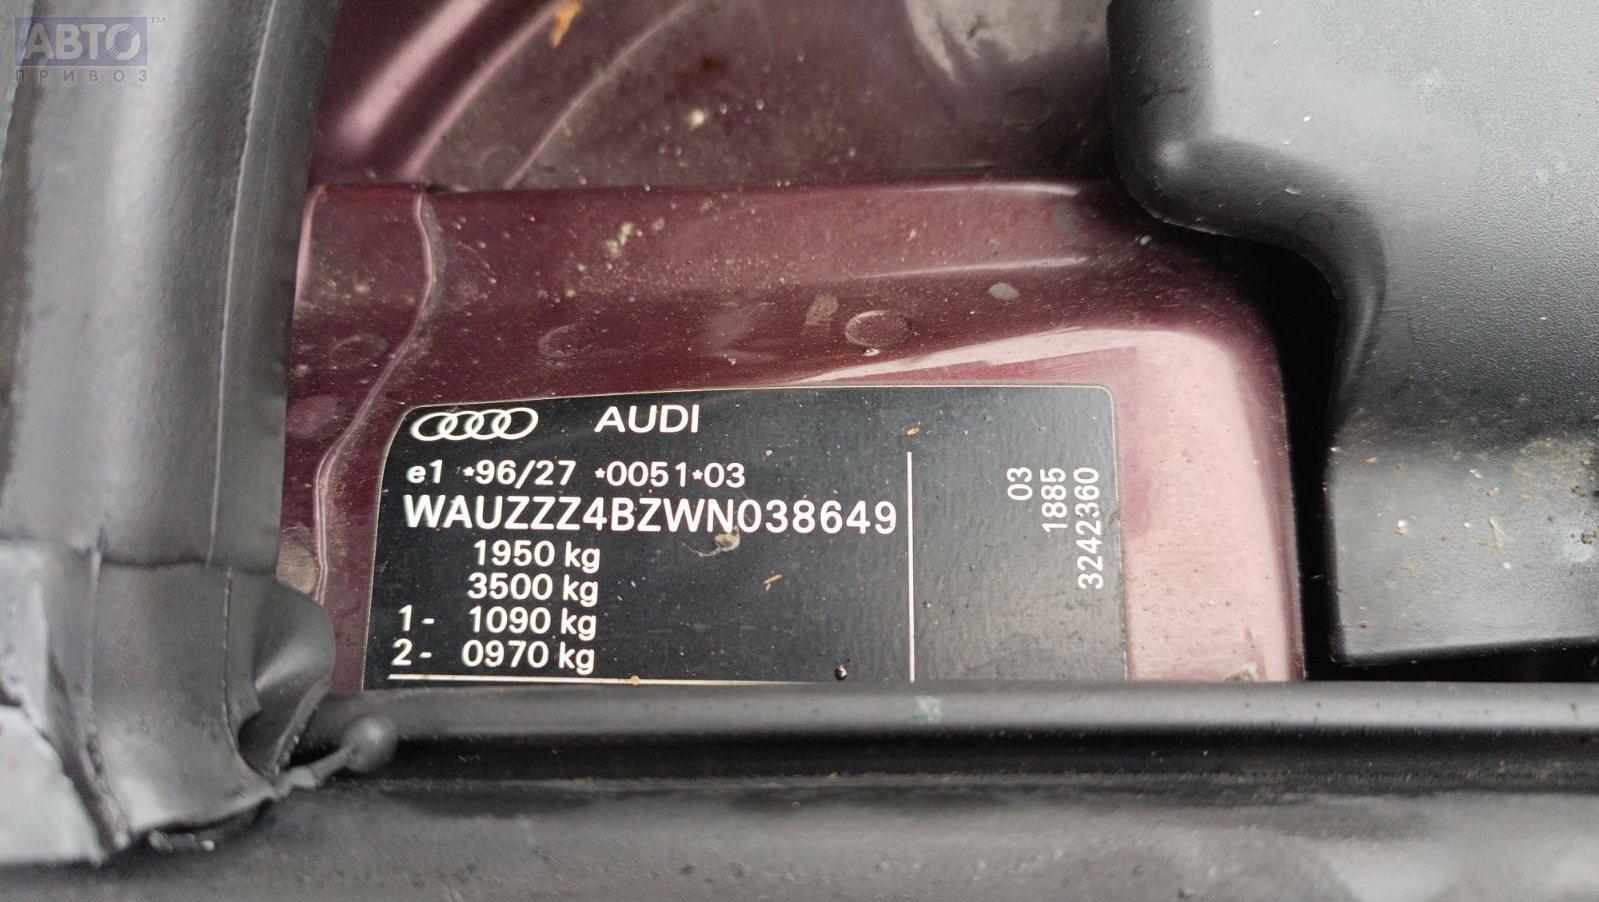 АВТО™
ПРИВОЗ
AUDI
e1 *96/27 *0051*03
WAUZZZ4BZWN038649
1950 kg
3500 kg
1- 1090 kg
2- 0970 kg
03
1885
3242360